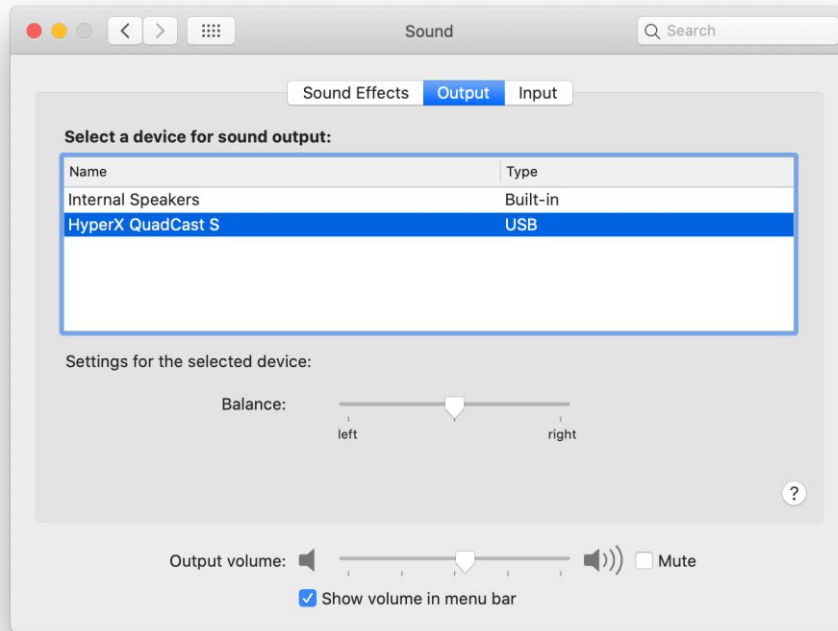 Sound
Search
Sound Effects Output Input
Select a device for sound output:
Name Type
Internal Speakers Built-in
HyperX QuadCast S USB
Settings for the selected device:
Balance:
left right
?
Output volume: Mute
Show volume in menu bar